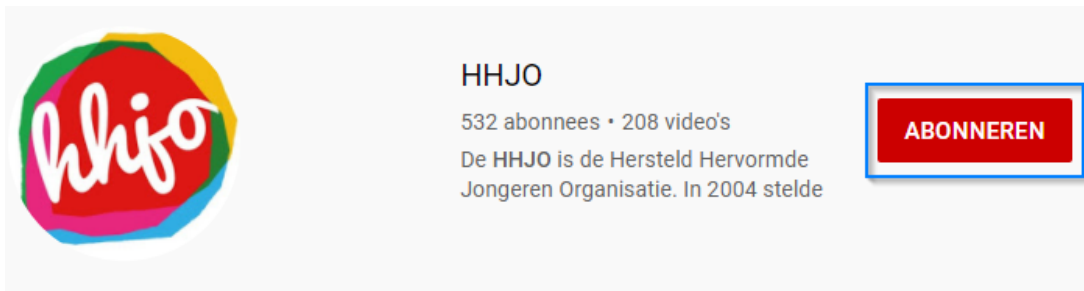 hhjo
HHJO
532 abonnees • 208 video's
De HHJO is de Hersteld Hervormde
Jongeren Organisatie. In 2004 stelde
ABONNEREN